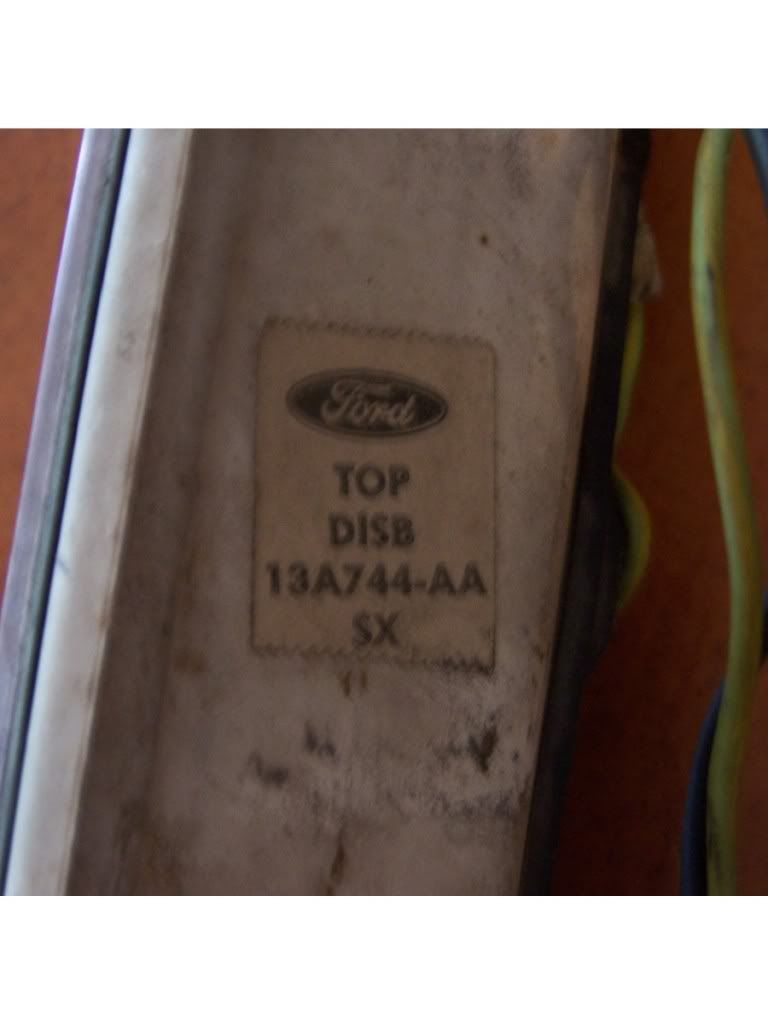 Ford
TOP
DISB
13A744-AA
SX